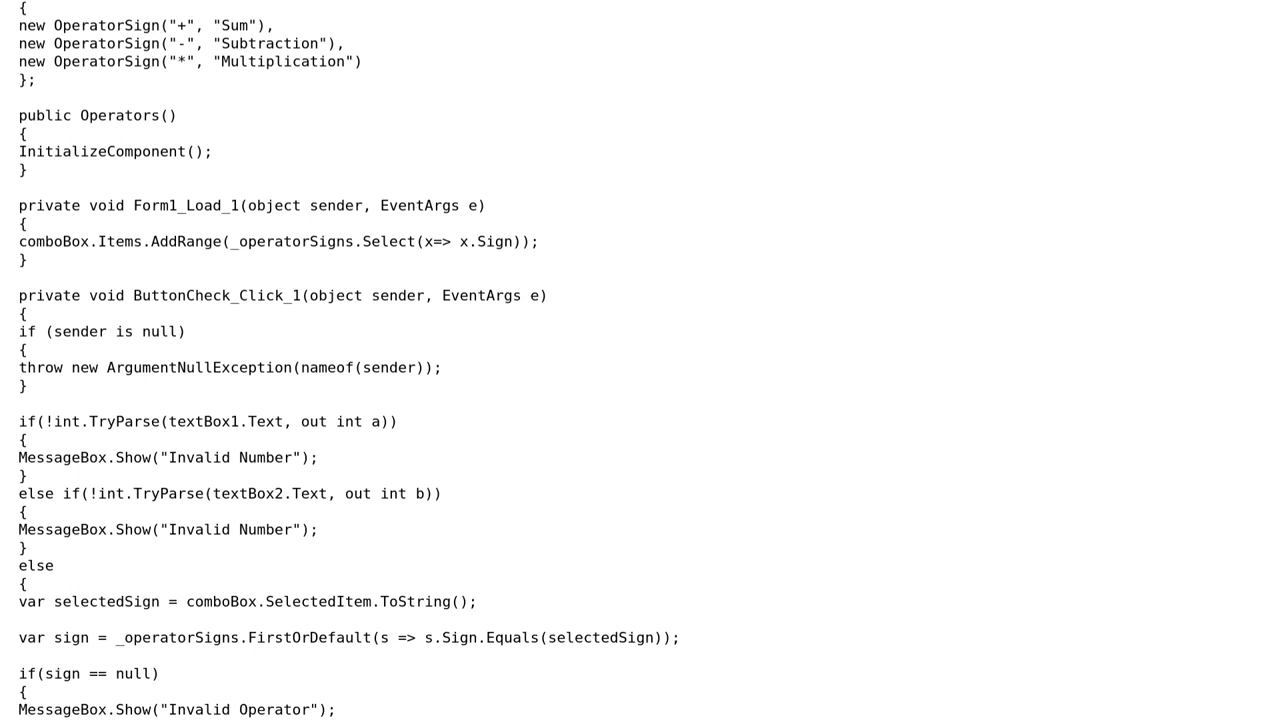 {
new OperatorSign("+", "Sum"),
new OperatorSign("-", "Subtraction"),
new OperatorSign("*", "Multiplication")
};
public Operators()
{
InitializeComponent();
}
private void Form1_Load_1(object sender, EventArgs e)
{
comboBox.Items.AddRange(_operatorSigns.Select(x=> x.Sign));
}
private void ButtonCheck_Click_1(object sender, EventArgs e)
{
if (sender is null)
{
throw new ArgumentNullException(nameof(sender));
}
if(!int.TryParse(textBox1.Text, out int a))
{
MessageBox.Show("Invalid Number");
}
else if(!int.TryParse(textBox2.Text, out int b))
{
MessageBox.Show("Invalid Number");
}
else
{
var selectedSign = comboBox.SelectedItem.ToString();
var sign = _operatorSigns.FirstOrDefault(s => s.Sign.Equals(selectedSign));
if(sign == null)
{
MessageBox.Show("Invalid Operator");